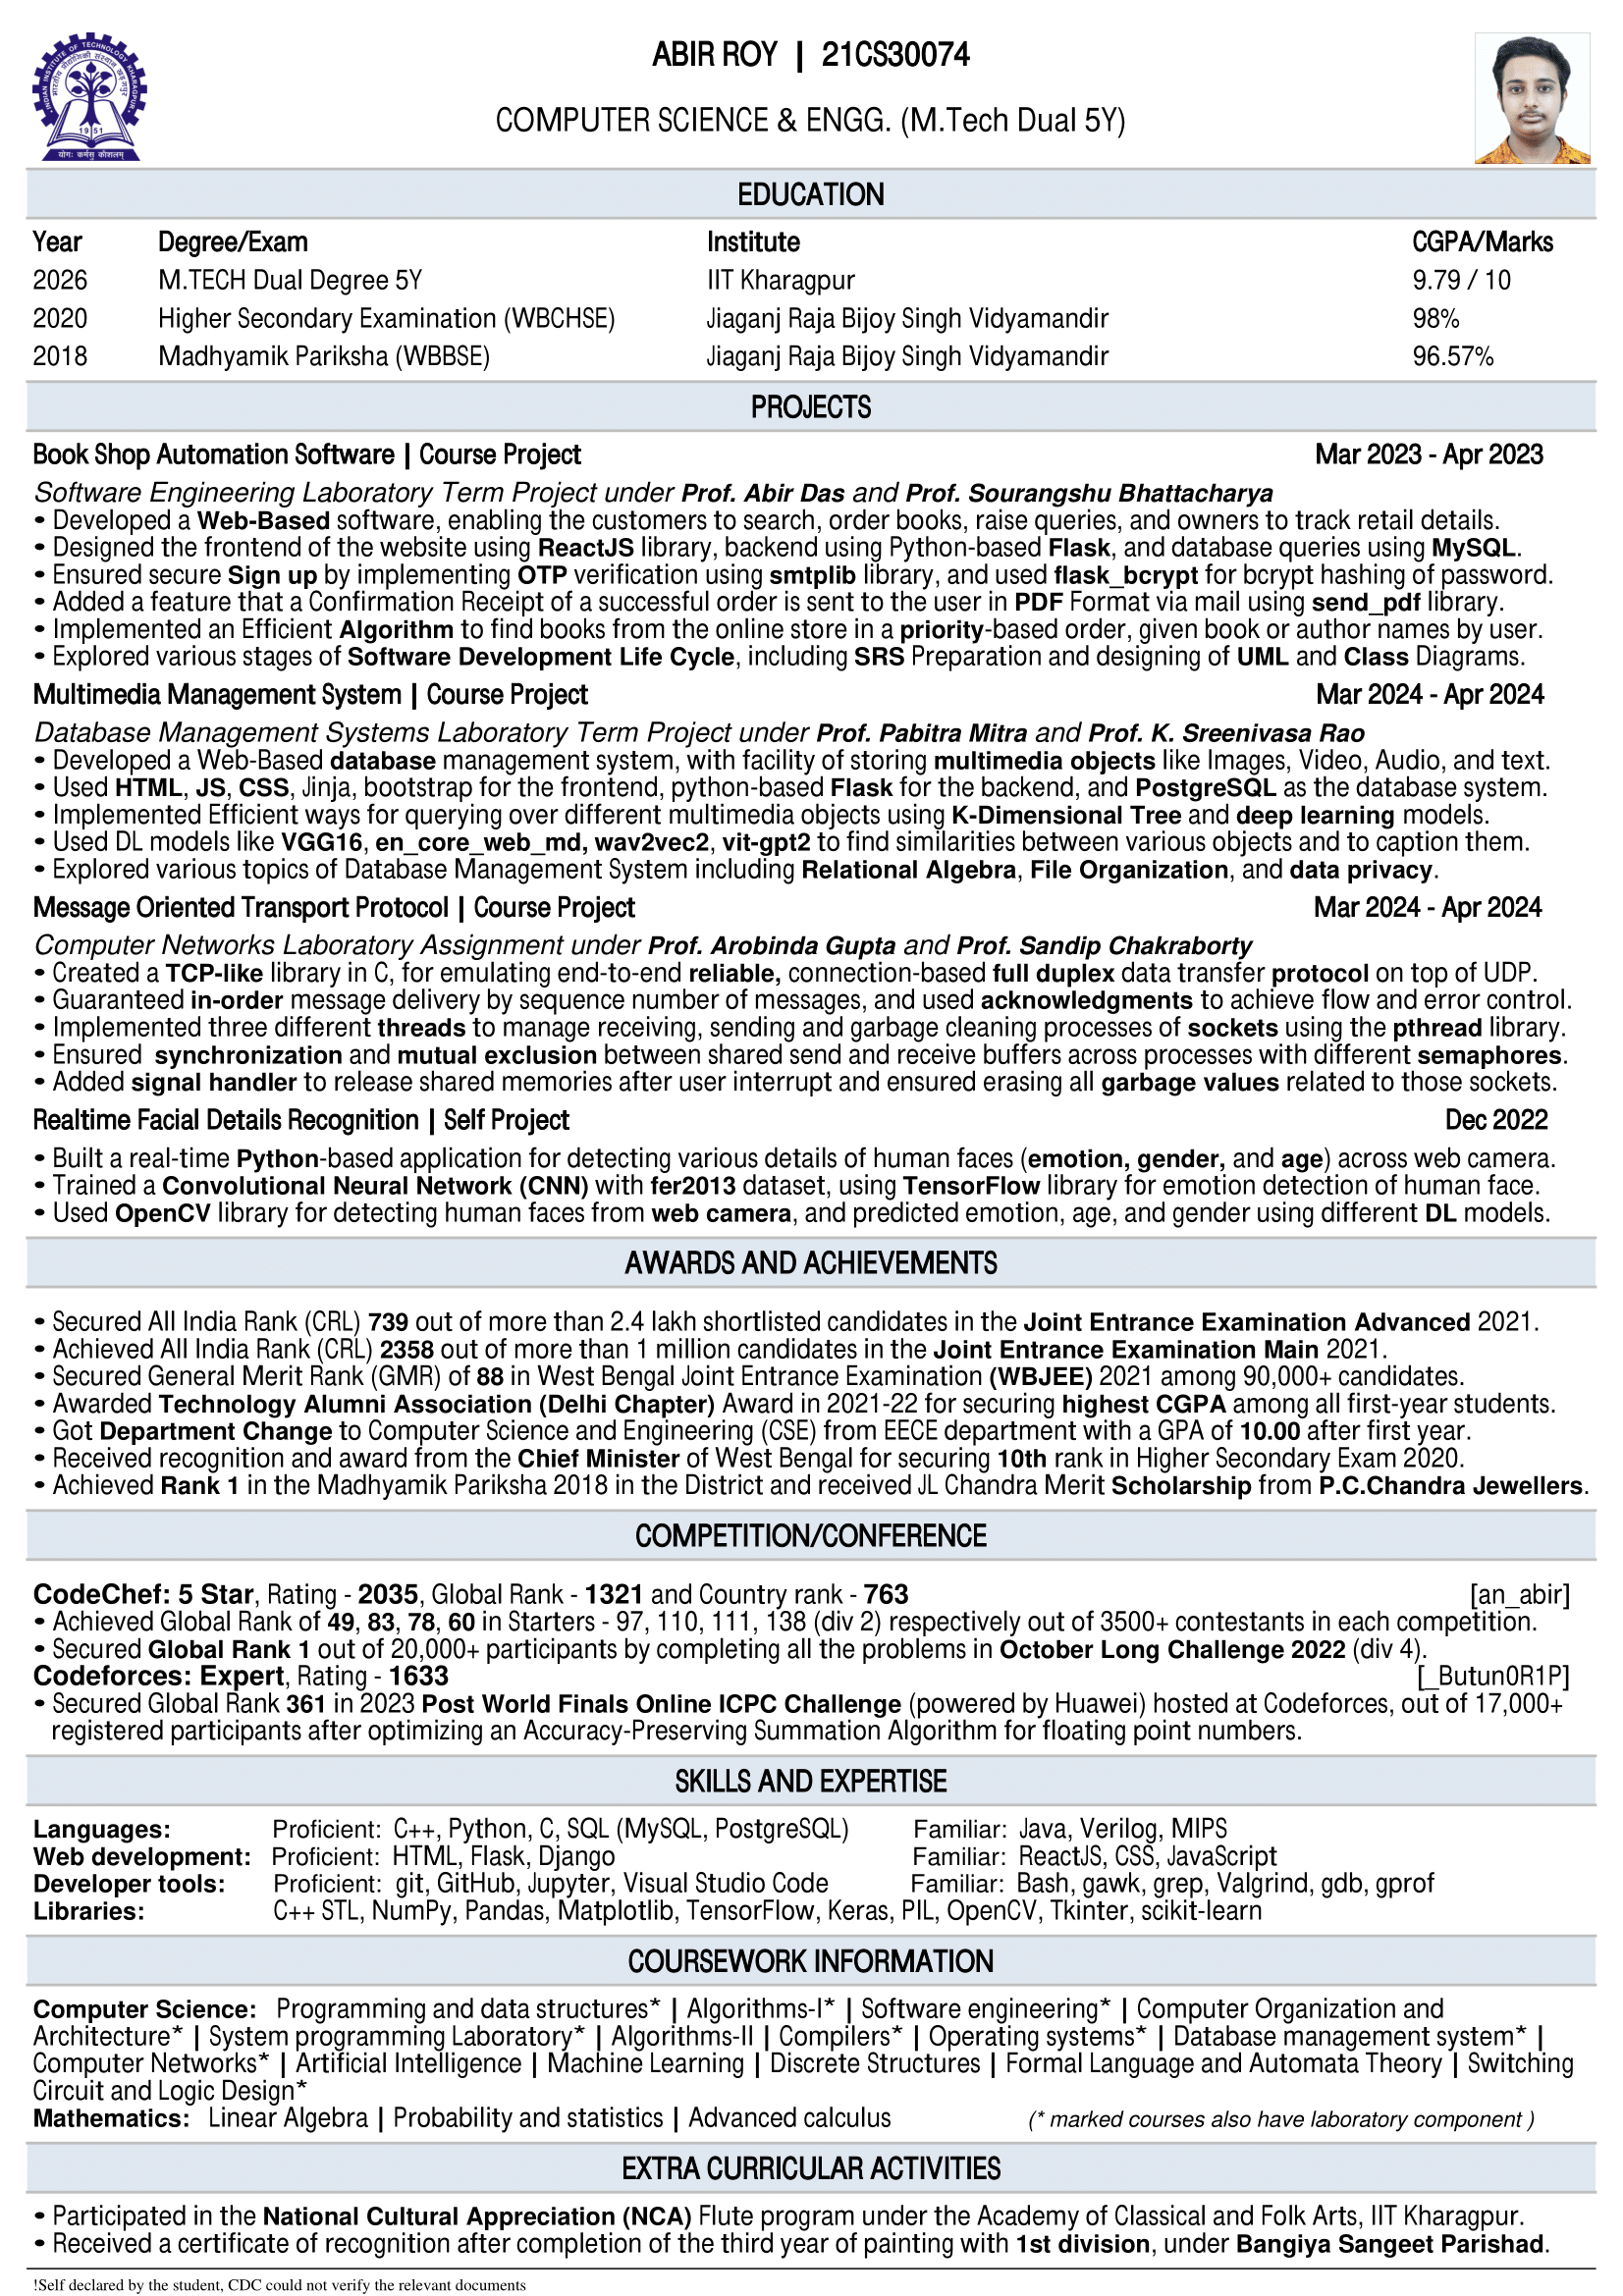 INDIAN INSTITUTE OF TECHNOLOGY KHARAGPUR
1951
योगः कर्मसु कौशलम्
ABIR ROY | 21CS30074
COMPUTER SCIENCE & ENGG. (M.Tech Dual 5Y)
EDUCATION
Year Degree/Exam Institute CGPA/Marks
2026 M.TECH Dual Degree 5Y IIT Kharagpur 9.79 / 10
2020 Higher Secondary Examination (WBCHSE) Jiaganj Raja Bijoy Singh Vidyamandir 98%
2018 Madhyamik Pariksha (WBBSE) Jiaganj Raja Bijoy Singh Vidyamandir 96.57%
PROJECTS
Book Shop Automation Software | Course Project Mar 2023 - Apr 2023
Software Engineering Laboratory Term Project under Prof. Abir Das and Prof. Sourangshu Bhattacharya
• Developed a Web-Based software, enabling the customers to search, order books, raise queries, and owners to track retail details.
• Designed the frontend of the website using ReactJS library, backend using Python-based Flask, and database queries using MySQL.
• Ensured secure Sign up by implementing OTP verification using smtplib library, and used flask_bcrypt for bcrypt hashing of password.
• Added a feature that a Confirmation Receipt of a successful order is sent to the user in PDF Format via mail using send_pdf library.
• Implemented an Efficient Algorithm to find books from the online store in a priority-based order, given book or author names by user.
• Explored various stages of Software Development Life Cycle, including SRS Preparation and designing of UML and Class Diagrams.
Multimedia Management System | Course Project Mar 2024 - Apr 2024
Database Management Systems Laboratory Term Project under Prof. Pabitra Mitra and Prof. K. Sreenivasa Rao
• Developed a Web-Based database management system, with facility of storing multimedia objects like Images, Video, Audio, and text.
• Used HTML, JS, CSS, Jinja, bootstrap for the frontend, python-based Flask for the backend, and PostgreSQL as the database system.
• Implemented Efficient ways for querying over different multimedia objects using K-Dimensional Tree and deep learning models.
• Used DL models like VGG16, en_core_web_md, wav2vec2, vit-gpt2 to find similarities between various objects and to caption them.
• Explored various topics of Database Management System including Relational Algebra, File Organization, and data privacy.
Message Oriented Transport Protocol | Course Project Mar 2024 - Apr 2024
Computer Networks Laboratory Assignment under Prof. Arobinda Gupta and Prof. Sandip Chakraborty
• Created a TCP-like library in C, for emulating end-to-end reliable, connection-based full duplex data transfer protocol on top of UDP.
• Guaranteed in-order message delivery by sequence number of messages, and used acknowledgments to achieve flow and error control.
• Implemented three different threads to manage receiving, sending and garbage cleaning processes of sockets using the pthread library.
• Ensured synchronization and mutual exclusion between shared send and receive buffers across processes with different semaphores.
• Added signal handler to release shared memories after user interrupt and ensured erasing all garbage values related to those sockets.
Realtime Facial Details Recognition | Self Project Dec 2022
• Built a real-time Python-based application for detecting various details of human faces (emotion, gender, and age) across web camera.
• Trained a Convolutional Neural Network (CNN) with fer2013 dataset, using TensorFlow library for emotion detection of human face.
• Used OpenCV library for detecting human faces from web camera, and predicted emotion, age, and gender using different DL models.
AWARDS AND ACHIEVEMENTS
• Secured All India Rank (CRL) 739 out of more than 2.4 lakh shortlisted candidates in the Joint Entrance Examination Advanced 2021.
• Achieved All India Rank (CRL) 2358 out of more than 1 million candidates in the Joint Entrance Examination Main 2021.
• Secured General Merit Rank (GMR) of 88 in West Bengal Joint Entrance Examination (WBJEE) 2021 among 90,000+ candidates.
• Awarded Technology Alumni Association (Delhi Chapter) Award in 2021-22 for securing highest CGPA among all first-year students.
• Got Department Change to Computer Science and Engineering (CSE) from EECE department with a GPA of 10.00 after first year.
• Received recognition and award from the Chief Minister of West Bengal for securing 10th rank in Higher Secondary Exam 2020.
• Achieved Rank 1 in the Madhyamik Pariksha 2018 in the District and received JL Chandra Merit Scholarship from P.C.Chandra Jewellers.
COMPETITION/CONFERENCE
CodeChef: 5 Star, Rating - 2035, Global Rank - 1321 and Country rank - 763 [an_abir]
• Achieved Global Rank of 49, 83, 78, 60 in Starters - 97, 110, 111, 138 (div 2) respectively out of 3500+ contestants in each competition.
• Secured Global Rank 1 out of 20,000+ participants by completing all the problems in October Long Challenge 2022 (div 4).
Codeforces: Expert, Rating - 1633 [_Butun0R1P]
• Secured Global Rank 361 in 2023 Post World Finals Online ICPC Challenge (powered by Huawei) hosted at Codeforces, out of 17,000+
registered participants after optimizing an Accuracy-Preserving Summation Algorithm for floating point numbers.
SKILLS AND EXPERTISE
Languages: Proficient: C++, Python, C, SQL (MySQL, PostgreSQL) Familiar: Java, Verilog, MIPS
Web development: Proficient: HTML, Flask, Django Familiar: ReactJS, CSS, JavaScript
Developer tools: Proficient: git, GitHub, Jupyter, Visual Studio Code Familiar: Bash, gawk, grep, Valgrind, gdb, gprof
Libraries: C++ STL, NumPy, Pandas, Matplotlib, TensorFlow, Keras, PIL, OpenCV, Tkinter, scikit-learn
COURSEWORK INFORMATION
Computer Science: Programming and data structures* | Algorithms-I* | Software engineering* | Computer Organization and
Architecture* | System programming Laboratory* | Algorithms-II | Compilers* | Operating systems* | Database management system* |
Computer Networks* | Artificial Intelligence | Machine Learning | Discrete Structures | Formal Language and Automata Theory | Switching
Circuit and Logic Design*
Mathematics: Linear Algebra | Probability and statistics | Advanced calculus (* marked courses also have laboratory component )
EXTRA CURRICULAR ACTIVITIES
• Participated in the National Cultural Appreciation (NCA) Flute program under the Academy of Classical and Folk Arts, IIT Kharagpur.
• Received a certificate of recognition after completion of the third year of painting with 1st division, under Bangiya Sangeet Parishad.
!Self declared by the student, CDC could not verify the relevant documents